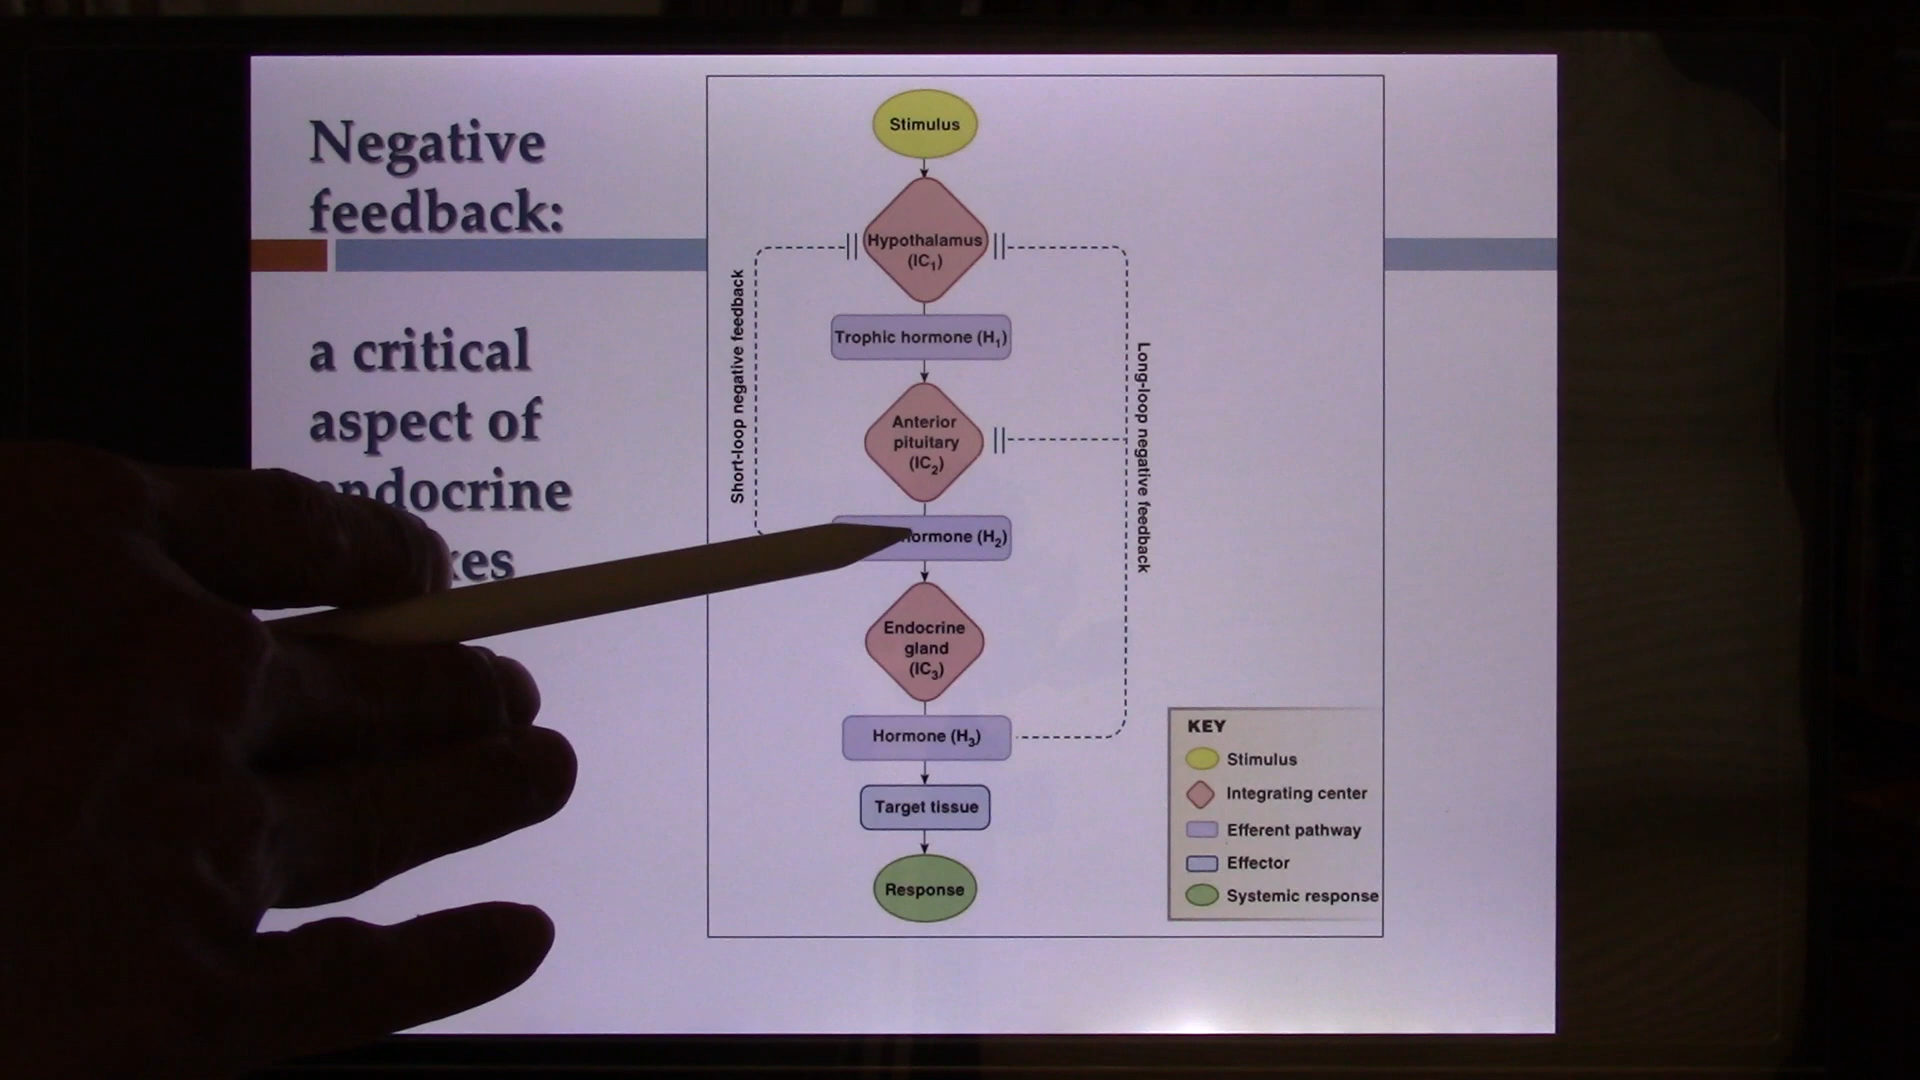 Negative
feedback:
a critical
aspect of
endocrine
Stimulus
Hypothalamus
(IC₁)
Trophic hormone (H₁)
Anterior
pituitary
(IC₂)
hormone (H₂)
Endocrine
gland
(IC₃)
Hormone (H₃)
Target tissue
Response
Short-loop negative feedback
Long-loop negative feedback
KEY
Stimulus
Integrating center
Efferent pathway
Effector
Systemic response